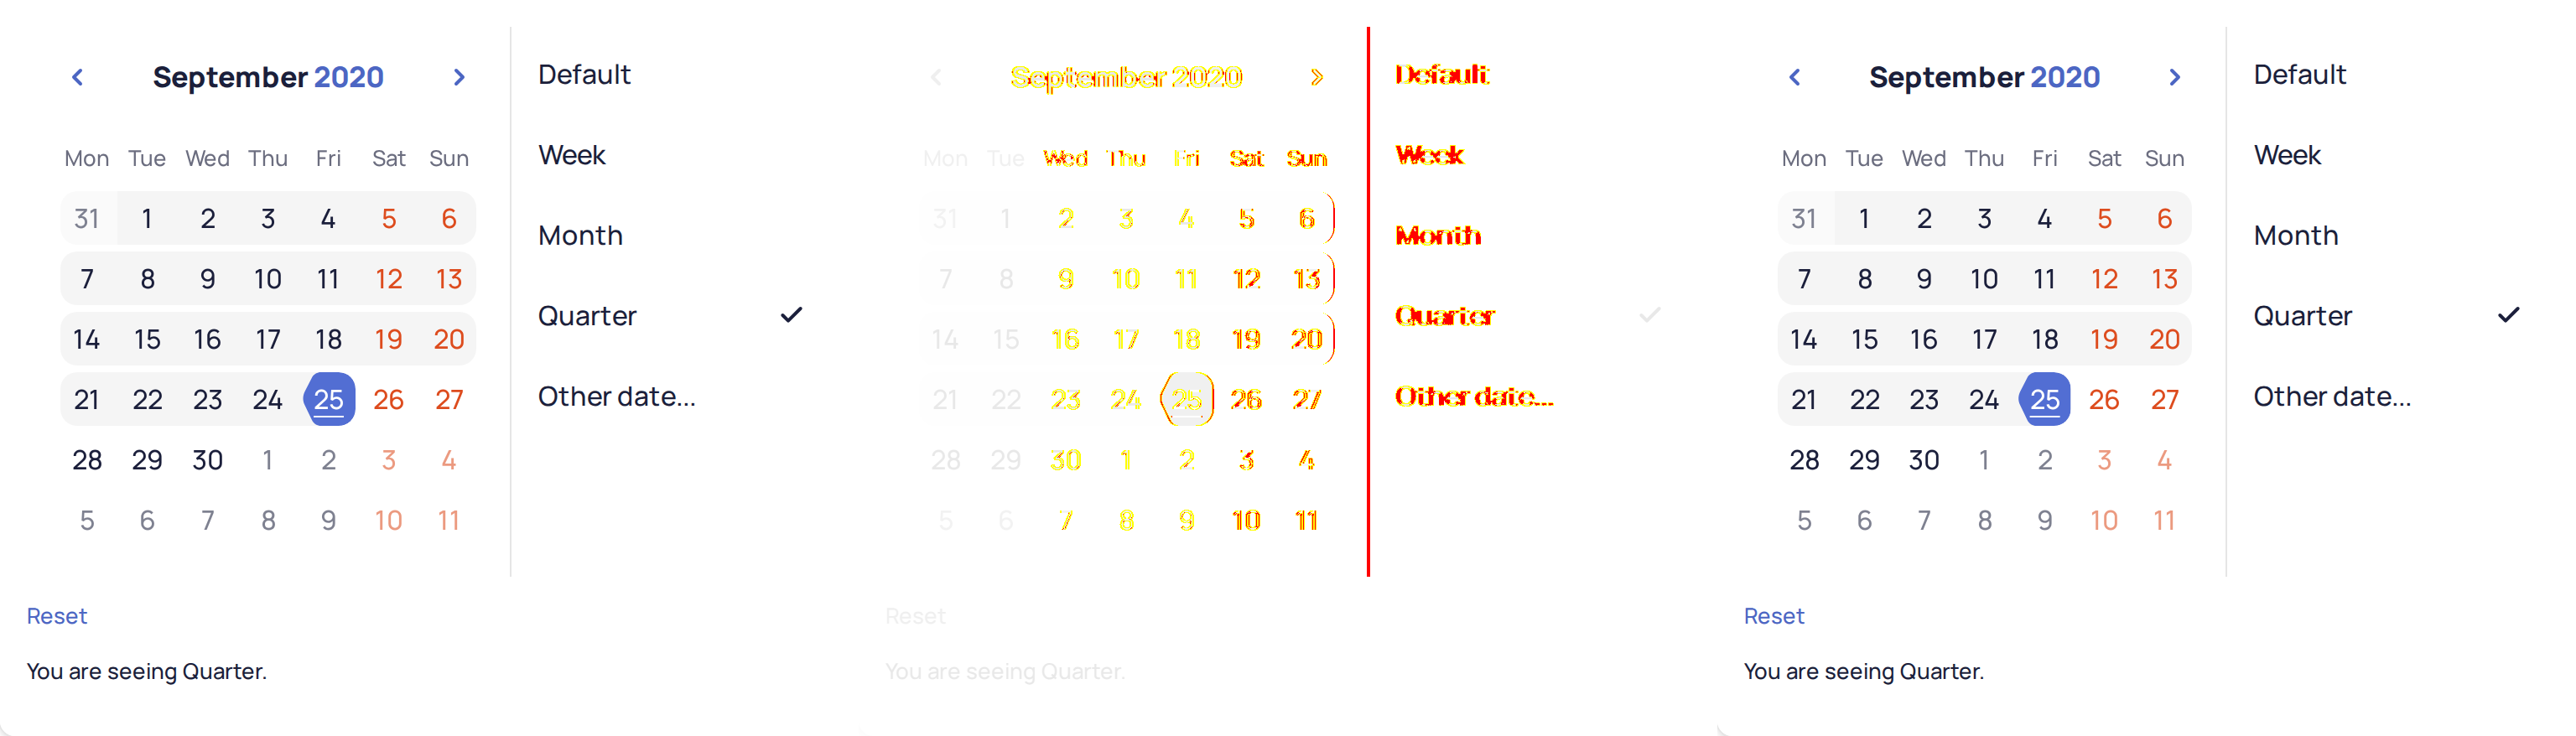 September 2020
Mon Tue Wed Thu Fri Sat Sun
31 1 2 3 4 5 6
7 8 9 10 11 12 13
14 15 16 17 18 19 20
21 22 23 24 25 26 27
28 29 30 1 2 3 4
5 6 7 8 9 10 11
Default
Week
Month
Quarter
Other date...
Reset
You are seeing Quarter.
September 2020
Mon Tue Wed Thu Fri Sat Sun
31 1 2 3 4 5 6
7 8 9 10 11 12 13
14 15 16 17 18 19 20
21 22 23 24 25 26 27
28 29 30 1 2 3 4
5 6 7 8 9 10 11
Default
Week
Month
Quarter
Other date...
Reset
You are seeing Quarter.
September 2020
Mon Tue Wed Thu Fri Sat Sun
31 1 2 3 4 5 6
7 8 9 10 11 12 13
14 15 16 17 18 19 20
21 22 23 24 25 26 27
28 29 30 1 2 3 4
5 6 7 8 9 10 11
Default
Week
Month
Quarter
Other date...
Reset
You are seeing Quarter.